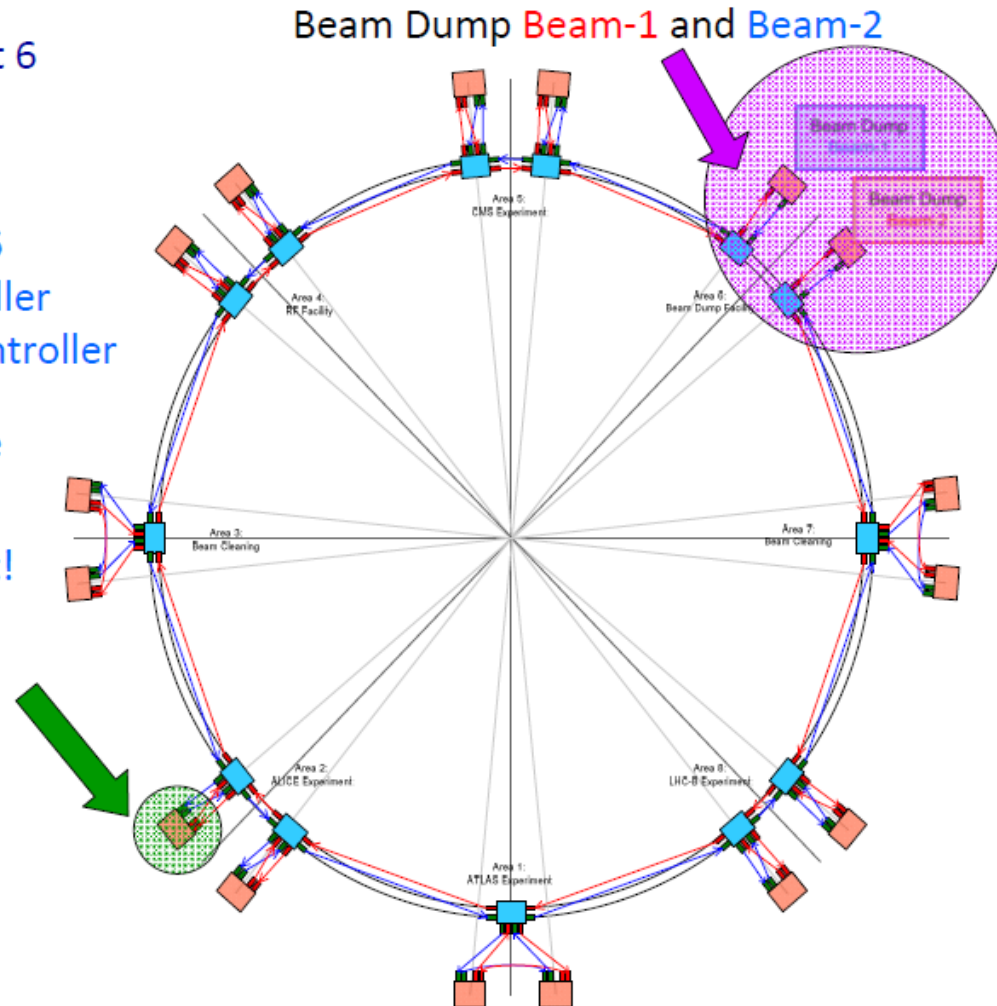 Beam Dump Beam-1 and Beam-2
t 6
Beam Dump
Beam Dump
Area 5:
CMS Experiment:
ller
Area 4:
RF Facility
Area 6:
Beam Dump Facility
ntroller
Area 3:
Beam Cleaning
Area 7:
Beam Cleaning
!
Area 2:
ALICE Experiment
Area 8:
LHC-B Experiment
Area 1:
ATLAS Experiment